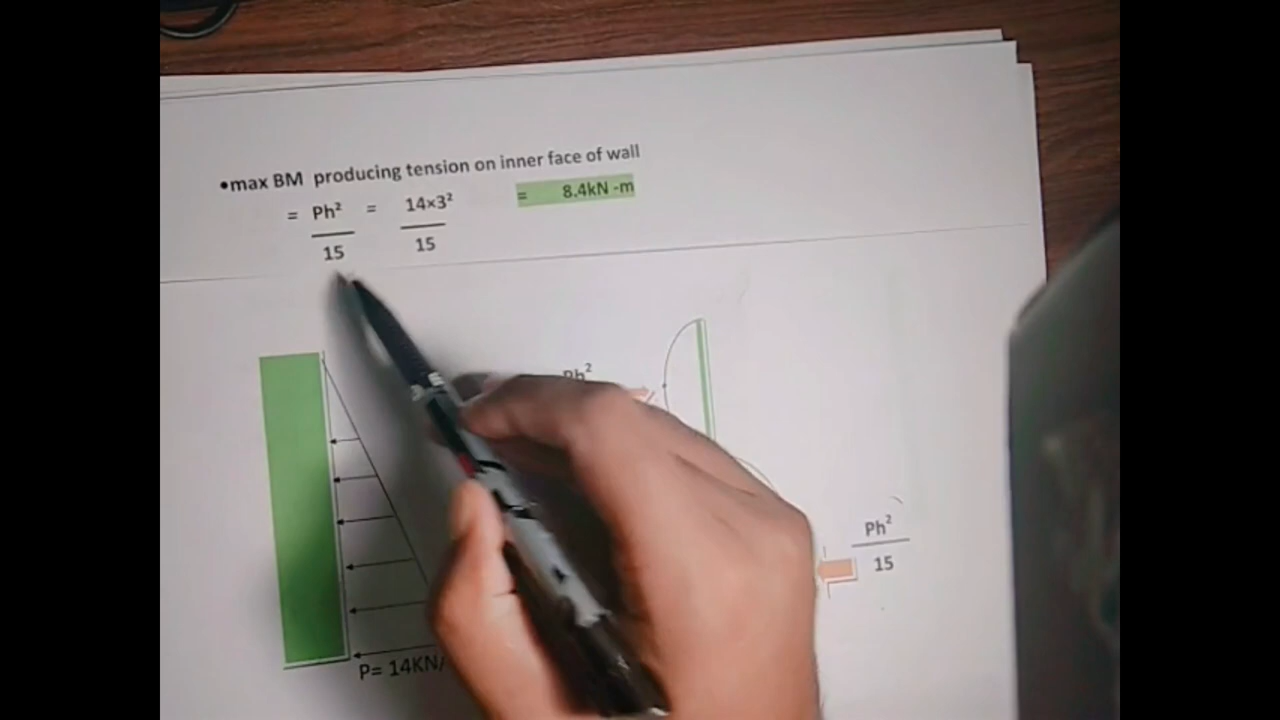 •max BM producing tension on inner face of wall
= Ph² = 14×3² = 8.4kN -m
15 15
Ph²
Ph²
15
P= 14KN/